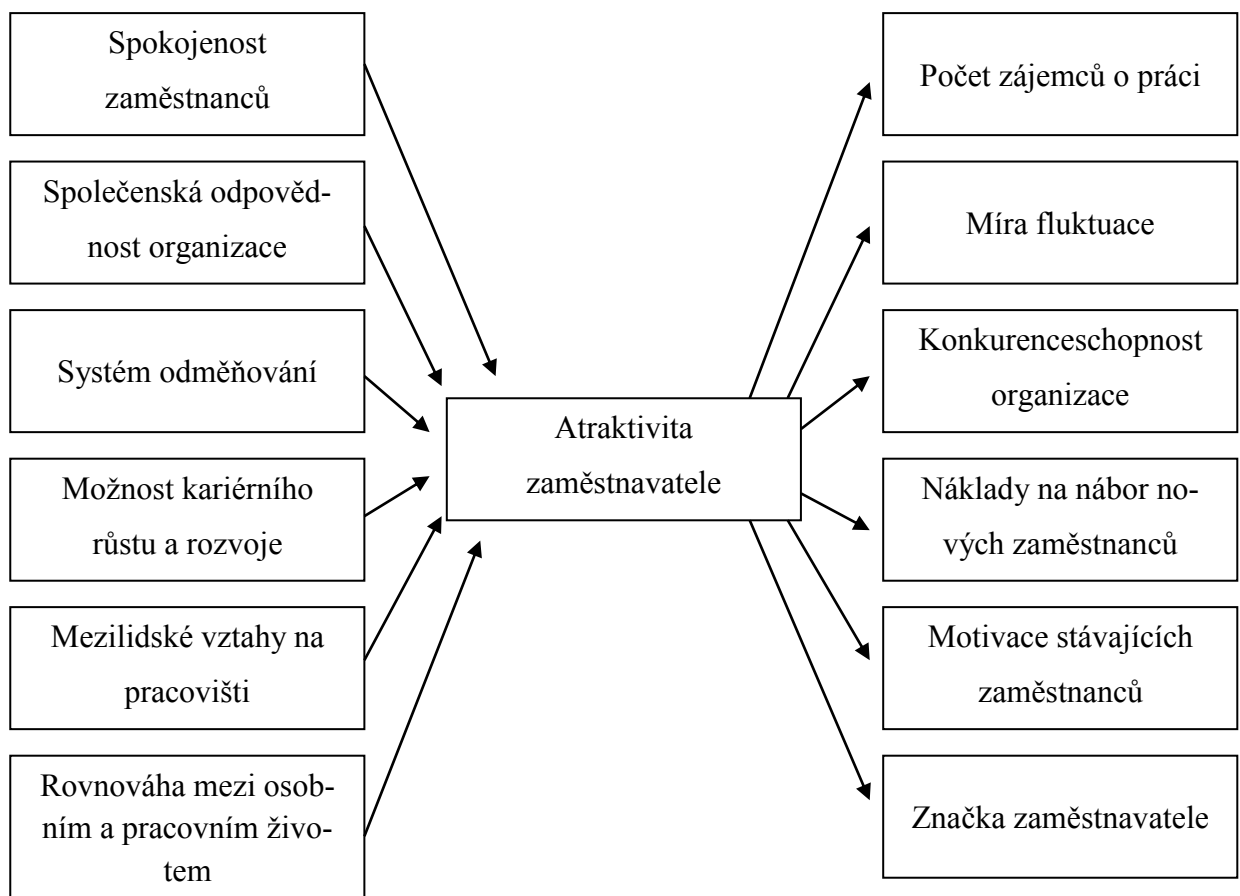 Spokojenost
zaměstnanců
Společenská odpověd-
nost organizace
Systém odměňování
Možnost kariérního
růstu a rozvoje
Mezilidské vztahy na
pracovišti
Rovnováha mezi osob-
ním a pracovním živo-
tem
Atraktivita
zaměstnavatele
Počet zájemců o práci
Míra fluktuace
Konkurenceschopnost
organizace
Náklady na nábor no-
vých zaměstnanců
Motivace stávajících
zaměstnanců
Značka zaměstnavatele